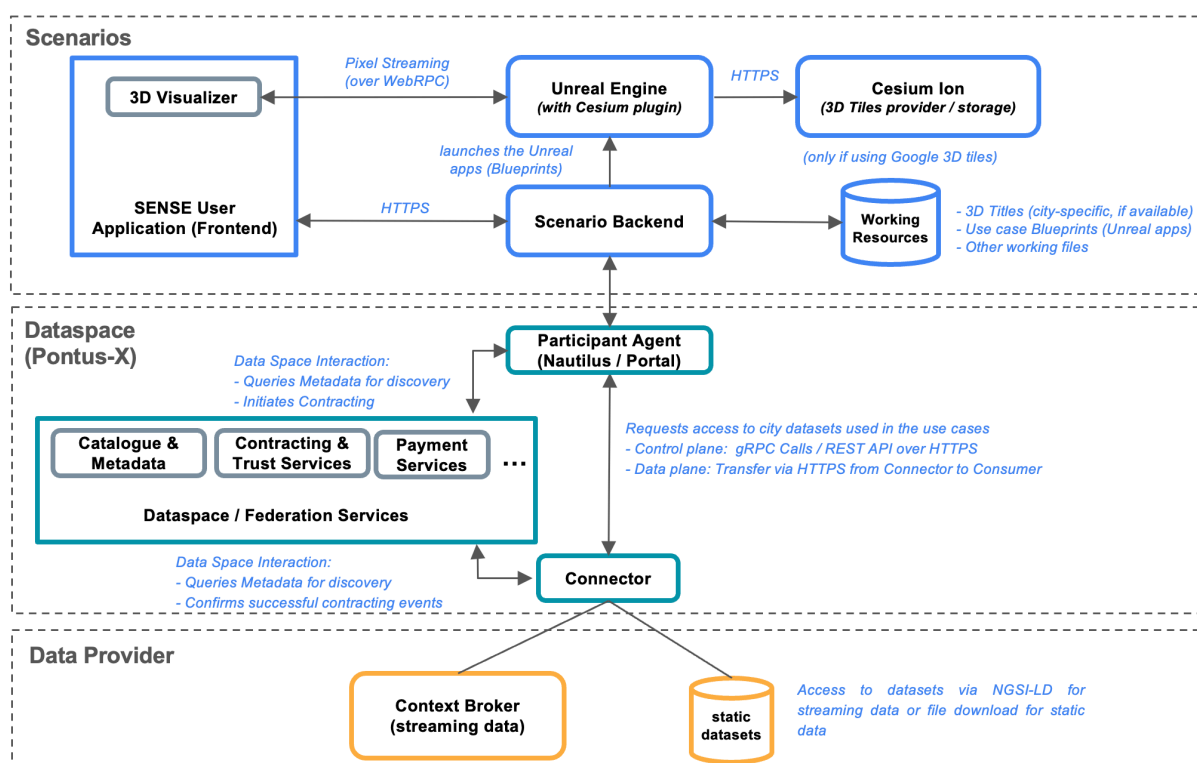 Scenarios
3D Visualizer
Pixel Streaming
(over WebRPC)
Unreal Engine
(with Cesium plugin)
HTTPS
Cesium Ion
(3D Tiles provider / storage)
launches the Unreal
apps (Blueprints)
(only if using Google 3D tiles)
SENSE User
Application (Frontend)
HTTPS
Scenario Backend
Working
Resources
- 3D Titles (city-specific, if available)
- Use case Blueprints (Unreal apps)
- Other working files
Dataspace
(Pontus-X)
Participant Agent
(Nautilus / Portal)
Data Space Interaction:
- Queries Metadata for discovery
- Initiates Contracting
Catalogue &
Metadata
Contracting &
Trust Services
Payment
Services
...
Dataspace / Federation Services
Requests access to city datasets used in the use cases
- Control plane:  gRPC Calls / REST API over HTTPS
- Data plane: Transfer via HTTPS from Connector to Consumer
Data Space Interaction:
- Queries Metadata for discovery
- Confirms successful contracting events
Connector
Data Provider
Context Broker
(streaming data)
static
datasets
Access to datasets via NGSI-LD for
streaming data or file download for static
data